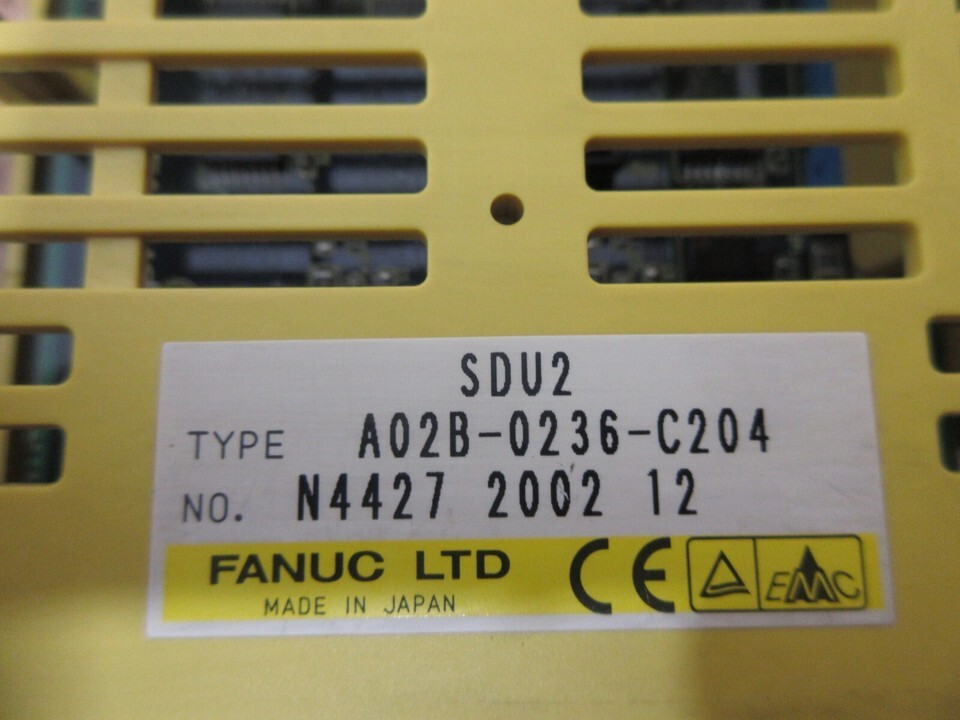 SDU2
TYPE A02B-0236-C204
NO. N4427 2002 12
FANUC LTD CE EMC
MADE IN JAPAN